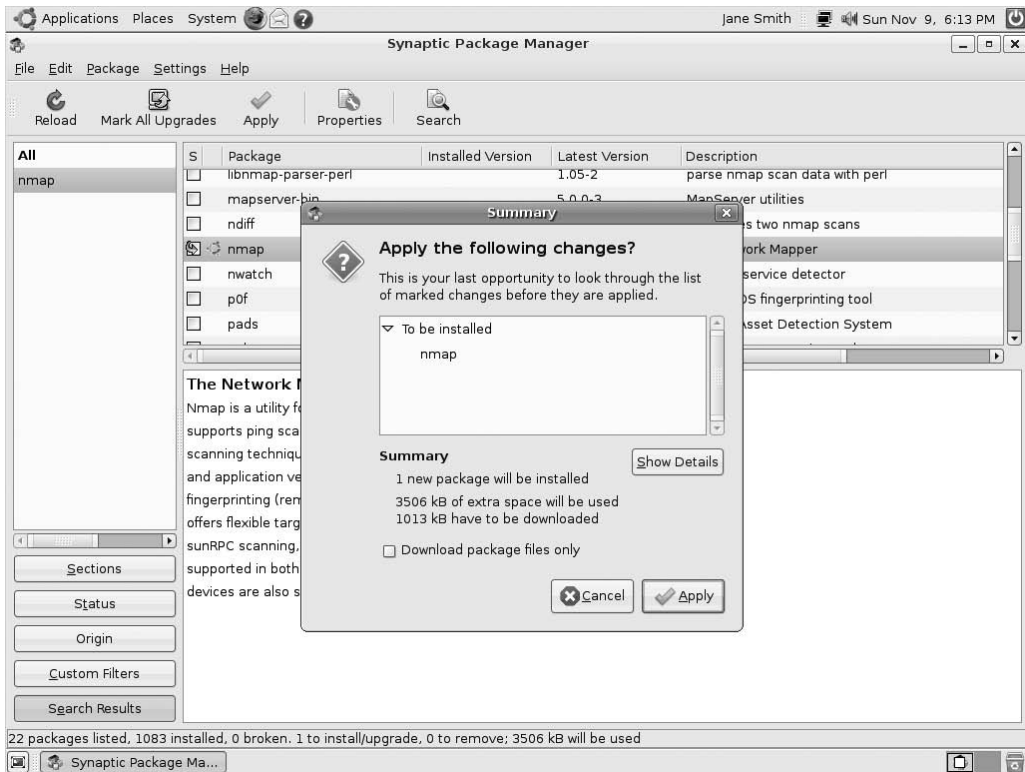 Applications Places System Jane Smith Sun Nov 9, 6:13 PM
Synaptic Package Manager
File Edit Package Settings Help
Reload Mark All Upgrades Apply Properties Search
All
nmap
S Package Installed Version Latest Version Description
libnmap-parser-perl 1.05-2 parse nmap scan data with perl
mapserver-bin 5.0.0-3 MapServer utilities
ndiff es two nmap scans
nmap ork Mapper
nwatch service detector
p0f OS fingerprinting tool
pads Asset Detection System
The Network
Nmap is a utility fo
supports ping sca
scanning techniqu
and application ve
fingerprinting (rem
offers flexible targ
sunRPC scanning,
supported in both
devices are also s
Summary
Apply the following changes?
This is your last opportunity to look through the list
of marked changes before they are applied.
To be installed
nmap
Summary
Show Details
1 new package will be installed
3506 kB of extra space will be used
1013 kB have to be downloaded
Download package files only
Cancel Apply
Sections
Status
Origin
Custom Filters
Search Results
22 packages listed, 1083 installed, 0 broken. 1 to install/upgrade, 0 to remove; 3506 kB will be used
Synaptic Package Ma...